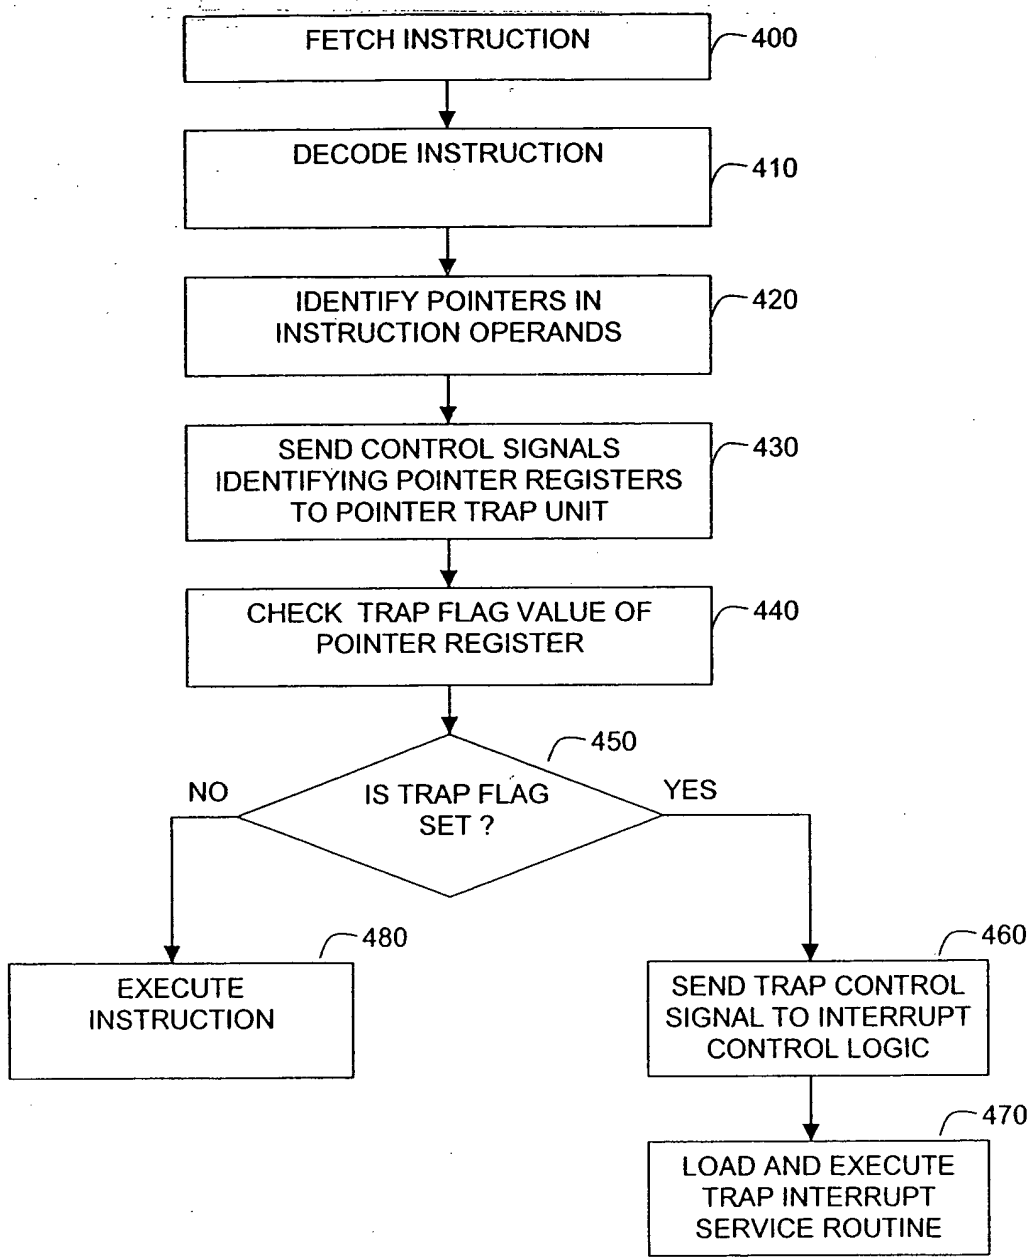 FETCH INSTRUCTION
400
DECODE INSTRUCTION
410
IDENTIFY POINTERS IN
INSTRUCTION OPERANDS
420
SEND CONTROL SIGNALS
IDENTIFYING POINTER REGISTERS
TO POINTER TRAP UNIT
430
CHECK TRAP FLAG VALUE OF
POINTER REGISTER
440
450
NO
IS TRAP FLAG
SET ?
YES
480
EXECUTE
INSTRUCTION
460
SEND TRAP CONTROL
SIGNAL TO INTERRUPT
CONTROL LOGIC
470
LOAD AND EXECUTE
TRAP INTERRUPT
SERVICE ROUTINE